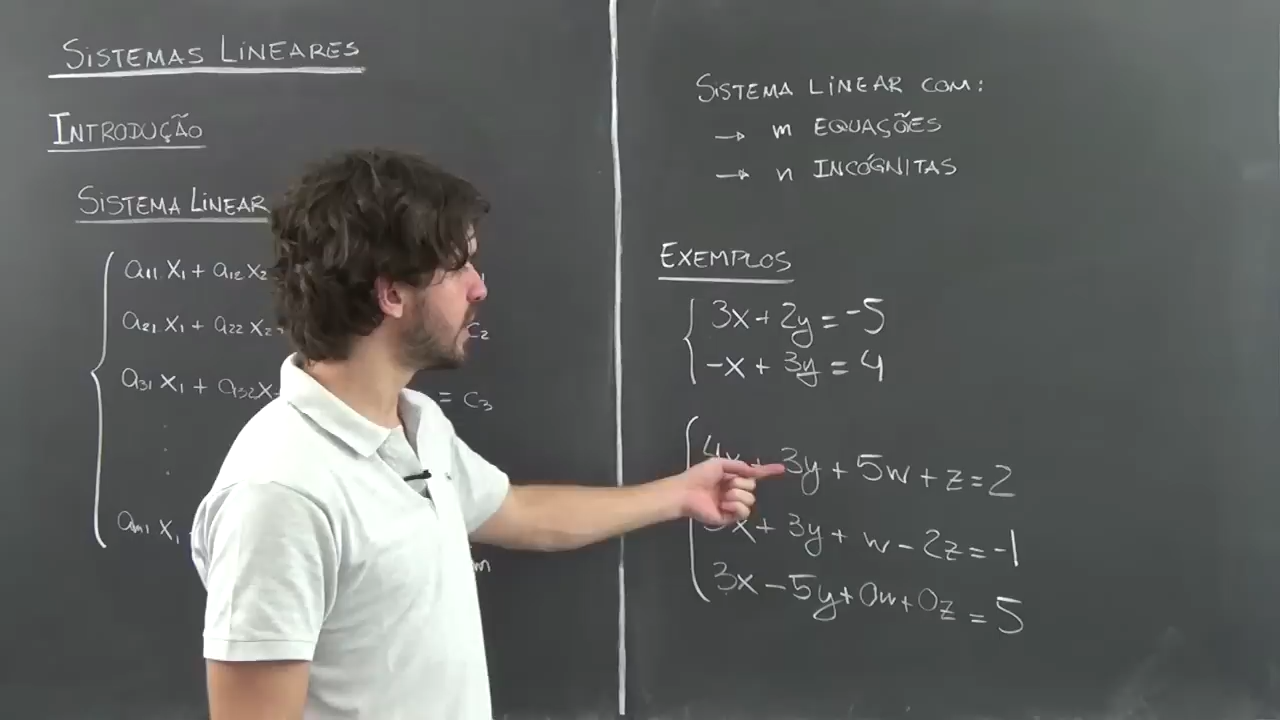 SISTEMAS LINEARES
INTRODUÇÃO
SISTEMA LINEAR
a11 x1 + a12 x2
a21 x1 + a22 x2 + c2
a31 x1 + a32 x = c3
am1 x1
SISTEMA LINEAR COM:
→ m EQUAÇÕES
→ n INCÓGNITAS
EXEMPLOS
3x + 2y = -5
-x + 3y = 4
4x + 3y + 5w + z = 2
x + 3y + w - 2z = -1
3x - 5y + 0w + 0z = 5